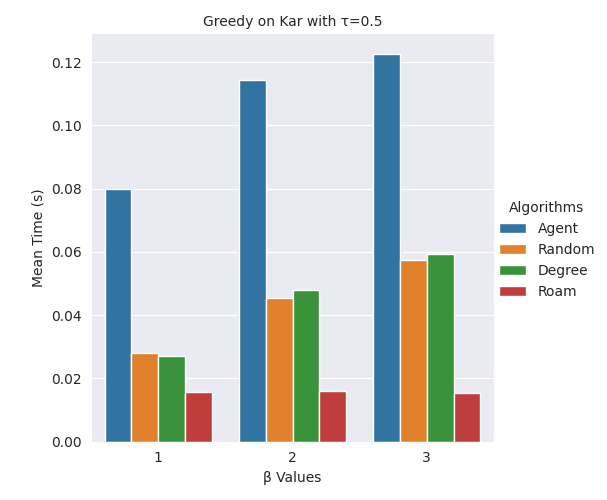 Greedy on Kar with τ=0.5
Mean Time (s)
0.12
0.10
0.08
0.06
0.04
0.02
0.00
1 2 3
β Values
Algorithms
Agent
Random
Degree
Roam